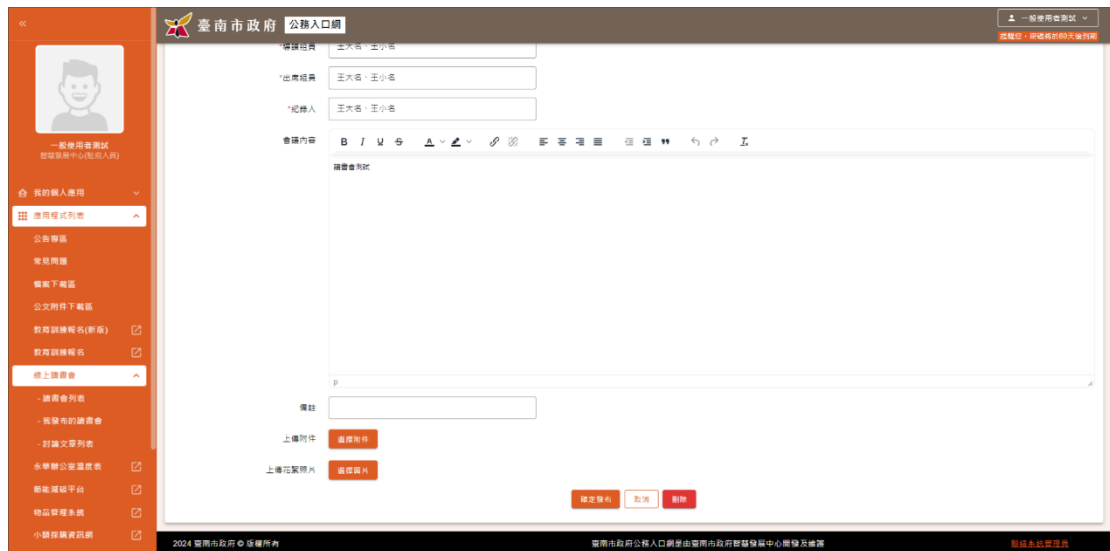 臺南市政府 公務入口網
一般使用者測試
提醒您，密碼將於60天後到期
一般使用者測試
智慧發展中心(駐府人員)
我的個人應用
應用程式列表
公告專區
常見問題
檔案下載區
公文附件下載區
教育訓練報名(新版)
教育訓練報名
線上讀書會
- 讀書會列表
- 我發布的讀書會
- 討論文章列表
永華辦公室溫度表
節能減碳平台
物品管理系統
小額採購資訊網
*導讀組員 王大名、王小名
*出席組員 王大名、王小名
*紀錄人 王大名、王小名
會議內容
讀書會測試
p
備註
上傳附件 選擇附件
上傳花絮照片 選擇圖片
確定發布 取消 刪除
2024 臺南市政府 © 版權所有
臺南市政府公務入口網是由臺南市政府智慧發展中心開發及維護
聯絡系統管理員